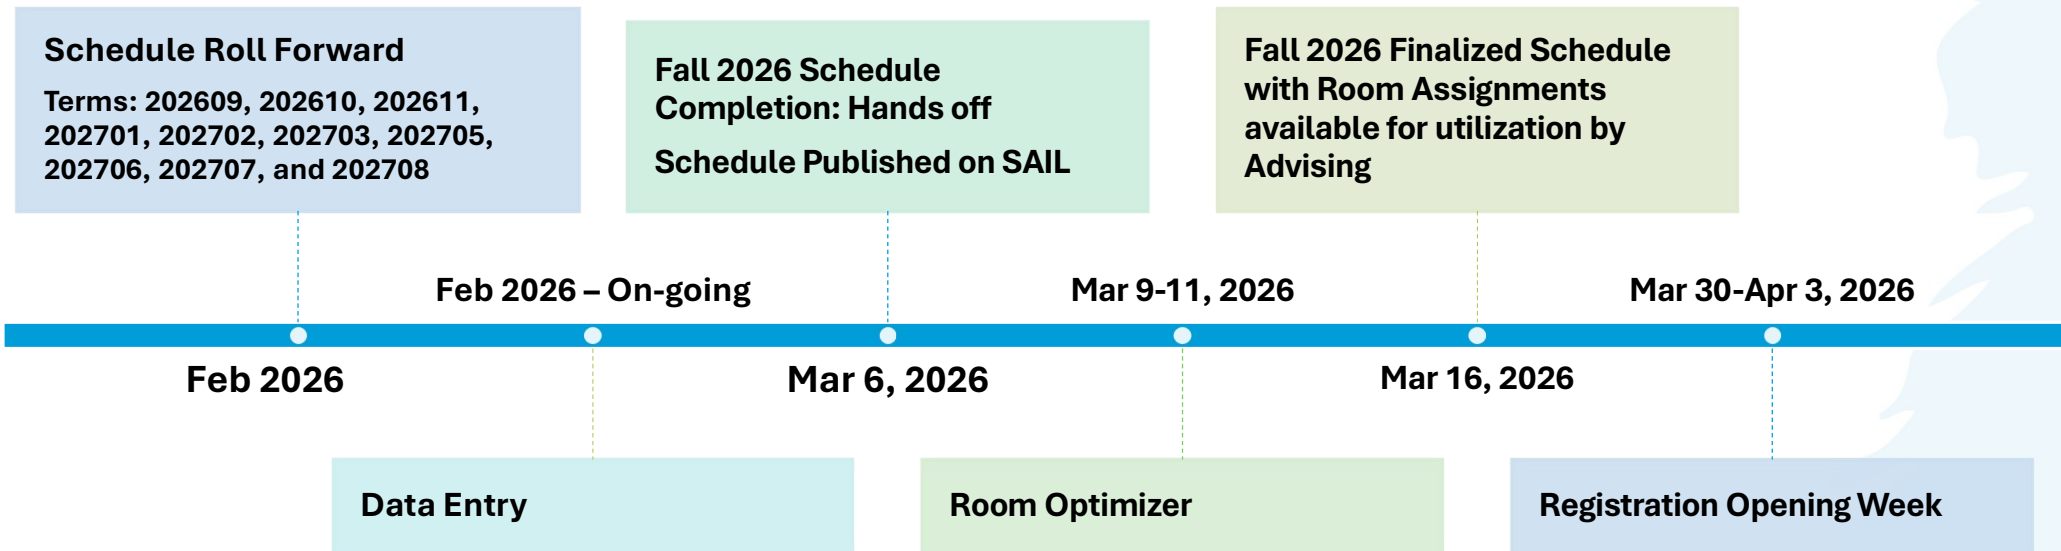 Schedule Roll Forward
Terms: 202609, 202610, 202611,
202701, 202702, 202703, 202705,
202706, 202707, and 202708
Fall 2026 Schedule
Completion: Hands off
Schedule Published on SAIL
Fall 2026 Finalized Schedule
with Room Assignments
available for utilization by
Advising
Feb 2026 – On-going
Mar 9-11, 2026
Mar 30-Apr 3, 2026
Feb 2026
Mar 6, 2026
Mar 16, 2026
Data Entry
Room Optimizer
Registration Opening Week